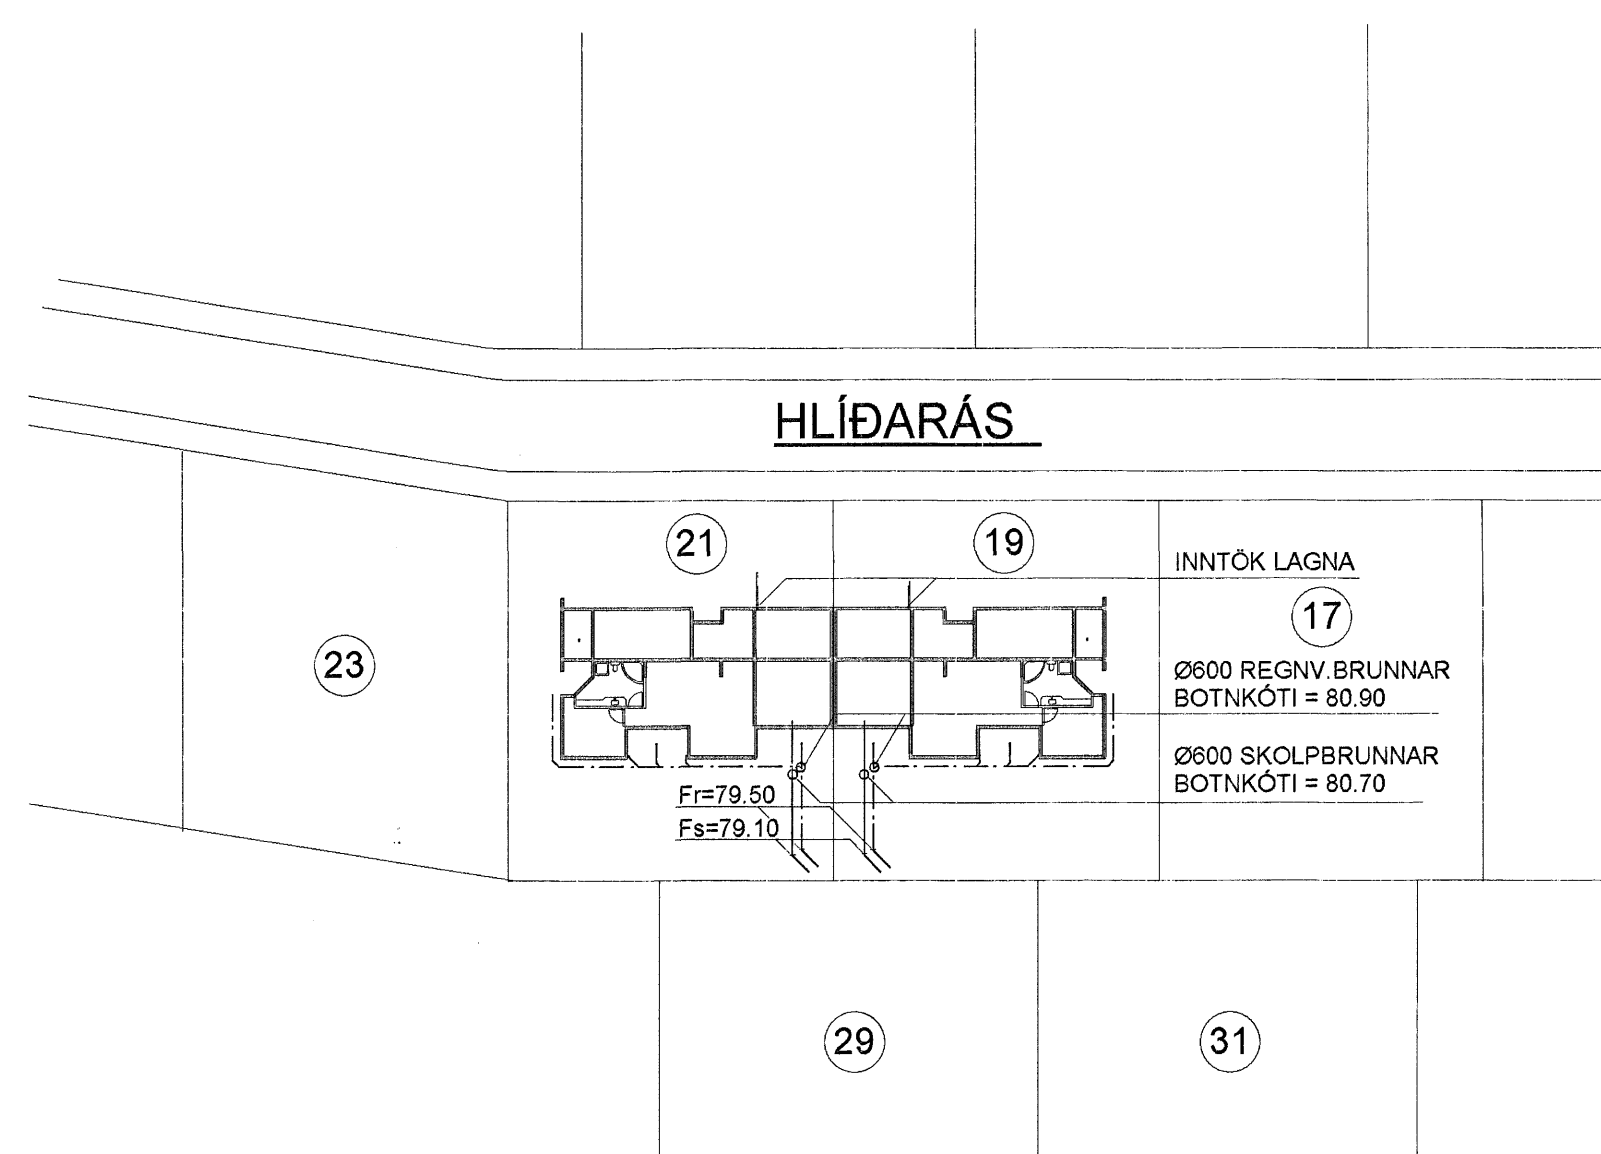 HLÍÐARÁS
21
19
INNTÖK LAGNA
17
23
Ø600 REGNV.BRUNNAR
BOTNKÓTI = 80.90
Ø600 SKOLPBRUNNAR
BOTNKÓTI = 80.70
Fr=79.50
Fs=79.10
29
31